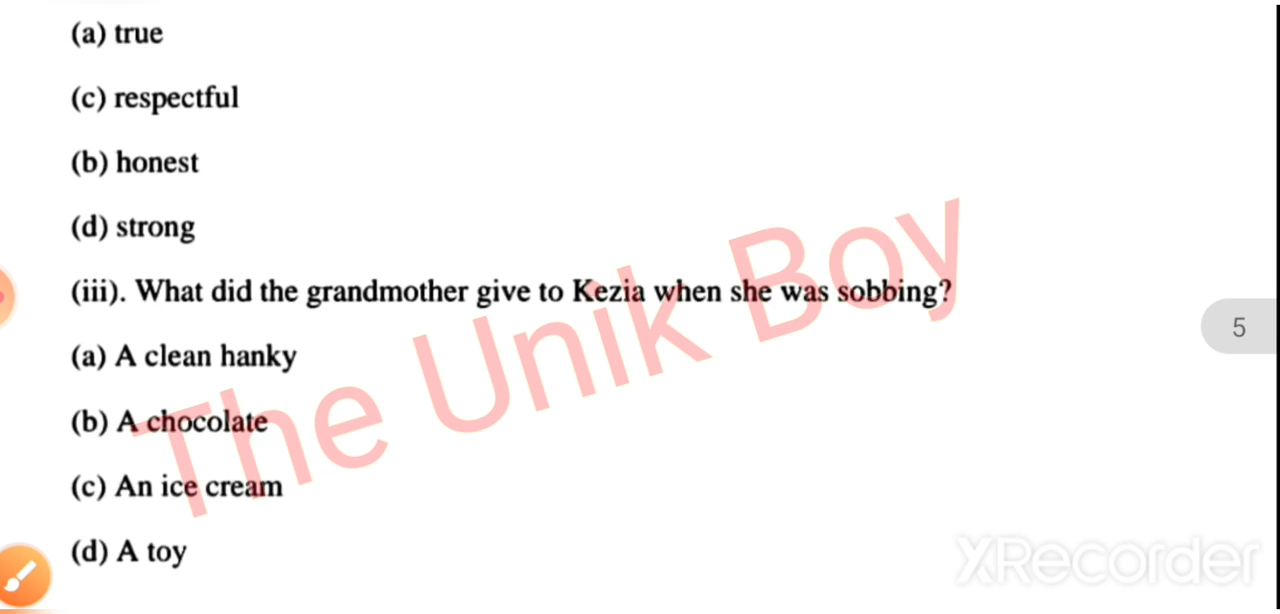 (a) true
(c) respectful
(b) honest
(d) strong
(iii). What did the grandmother give to Kezia when she was sobbing?
(a) A clean hanky
(b) A chocolate
(c) An ice cream
(d) A toy
The Unik Boy
5
XRecorder